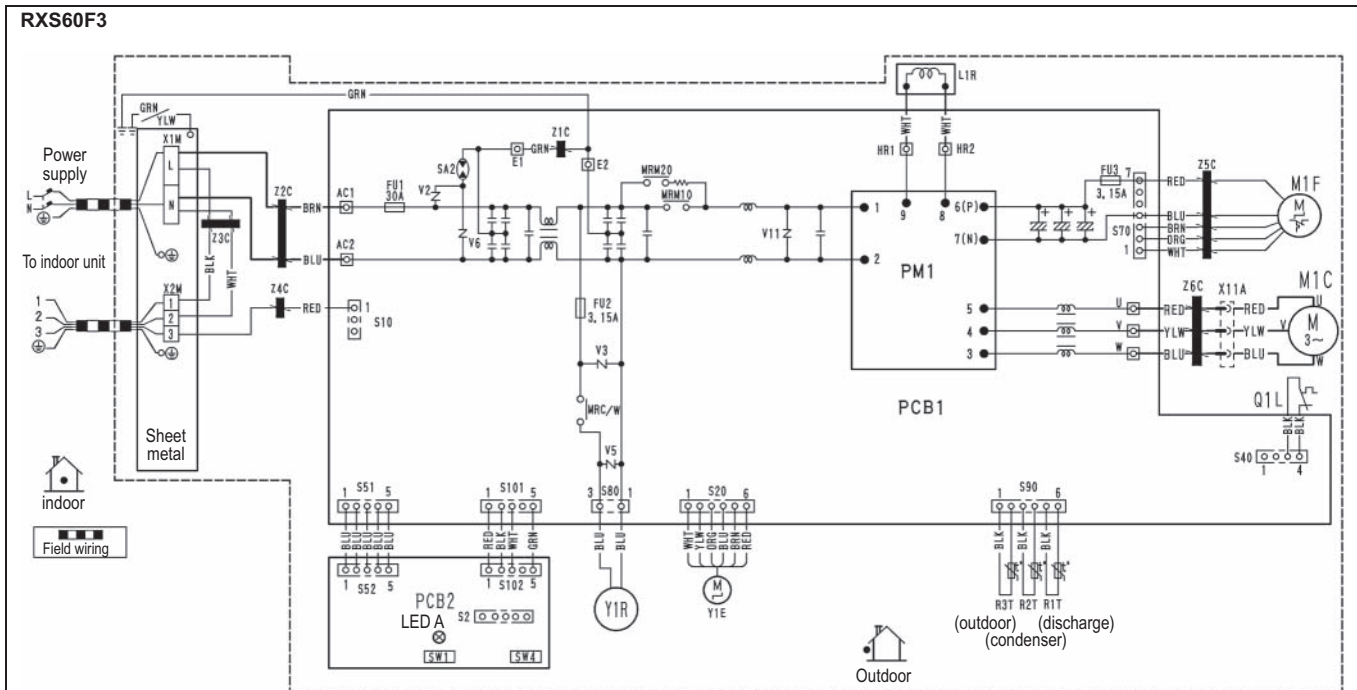 RXS60F3
L1R
GRN
GRN
YLW
X1M
L
N
Power
supply
L
N
To indoor unit
1
2
3
Z3C
BLK
WHT
X2M
1
2
3
Sheet
metal
Z2C
Z4C
BRN
BLU
RED
AC1
AC2
1
S10
FU1
30A
SA2
V2
V6
E1
GRN
Z1C
E2
MRM20
MRM10
V11
FU2
3.15A
V3
MRC/W
V5
WHT
WHT
HR1
HR2
9
8
1
2
6(P)
7(N)
PM1
5
4
3
PCB1
FU3
3.15A
7
S70
1
Z5C
RED
BLU
BRN
ORG
WHT
M1F
M
U
V
W
Z6C
X11A
RED
YLW
BLU
RED
YLW
BLU
M1C
U
V
W
M
3~
Q1L
BLK
BLK
S40
1
4
indoor
Field wiring
1
S51
5
BLU
BLU
BLU
BLU
BLU
1
S52
5
1
S101
5
RED
BLK
WHT
GRN
1
S102
5
PCB2
LED A
S2
SW1
SW4
3
S80
1
BLU
BLU
Y1R
1
S20
6
WHT
YLW
ORG
BLU
BRN
RED
M
Y1E
1
S90
6
BLK
BLK
BLK
t°
t°
t°
R3T
R2T
R1T
(outdoor)
(discharge)
(condenser)
Outdoor